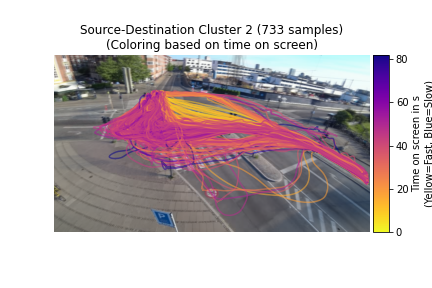 Source-Destination Cluster 2 (733 samples)
(Coloring based on time on screen)
80
60
40
20
0
Time on screen in s
(Yellow=Fast, Blue=Slow)